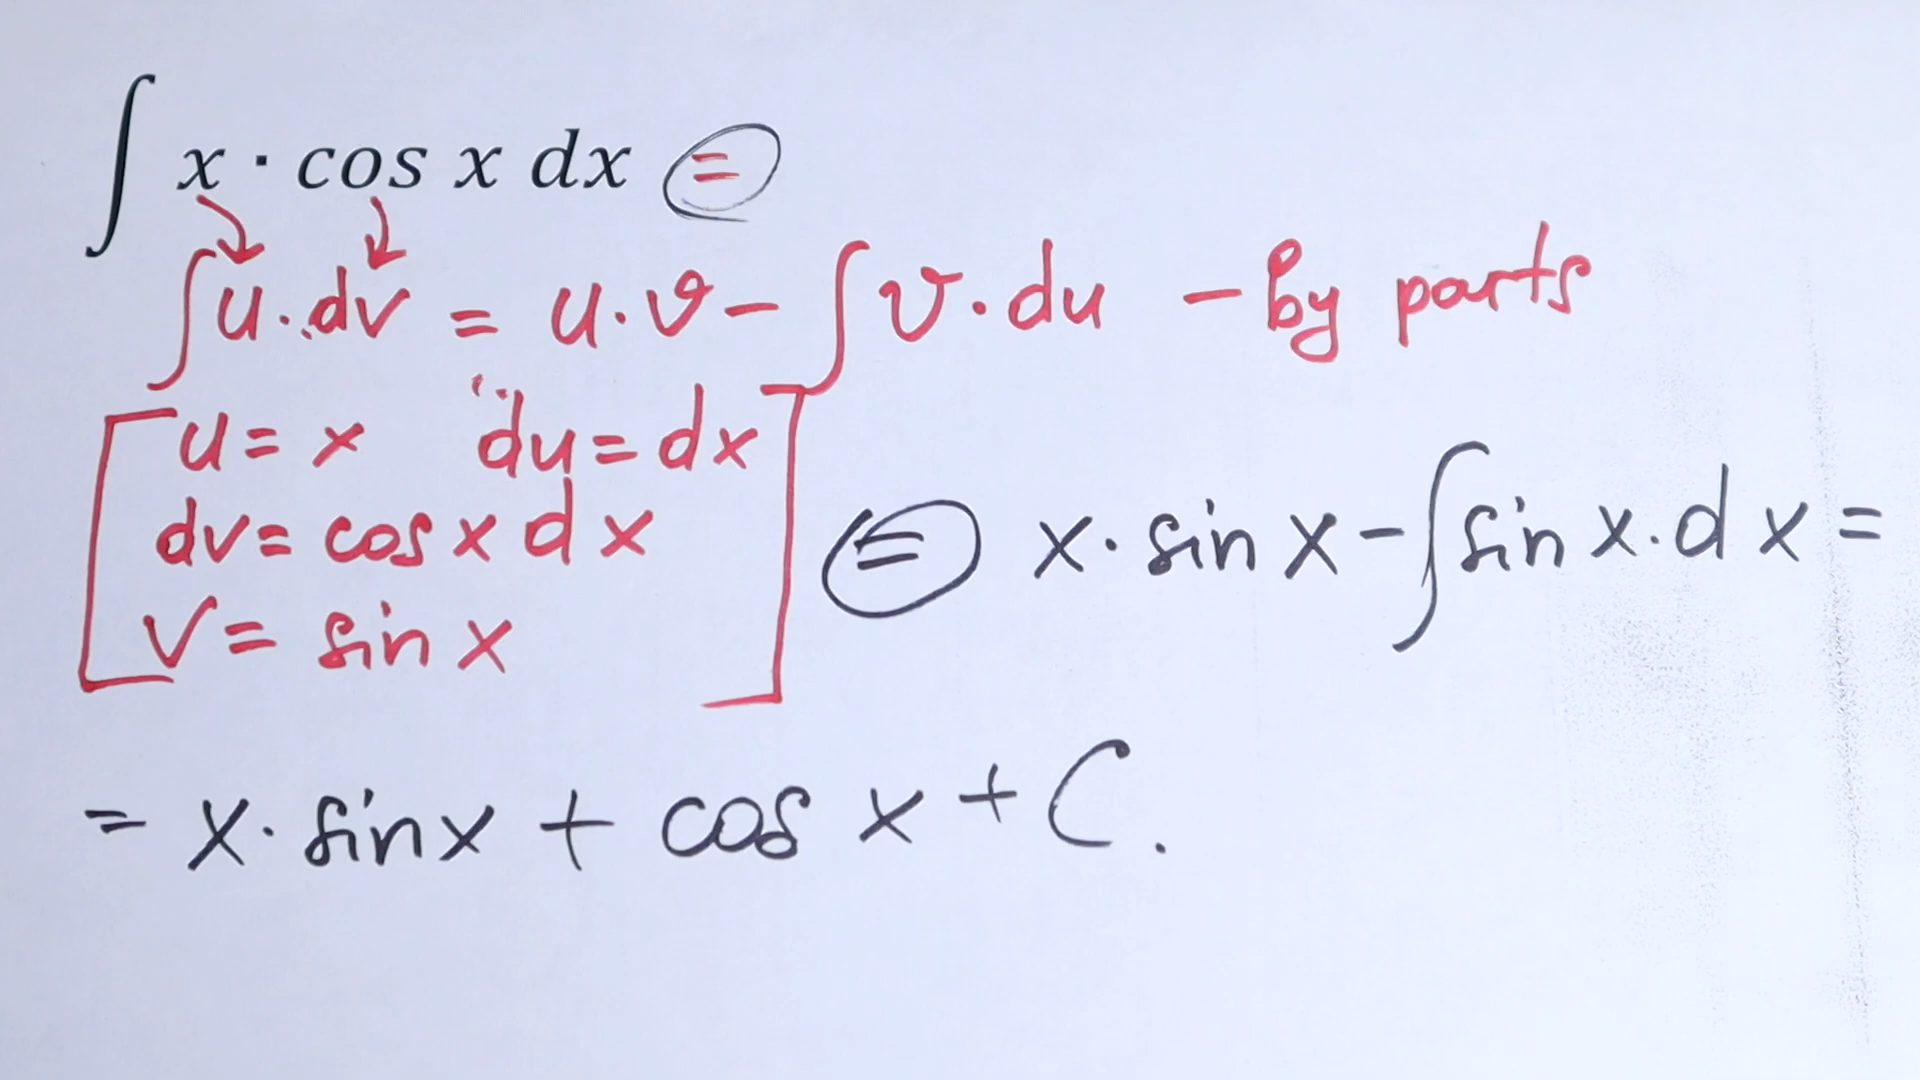 ∫ x · cos x dx =
∫ u · dv = u · v - ∫ v · du - by parts
u = x du = dx
dv = cos x dx
v = sin x
= x · sin x - ∫ sin x · dx =
= x · sin x + cos x + C.